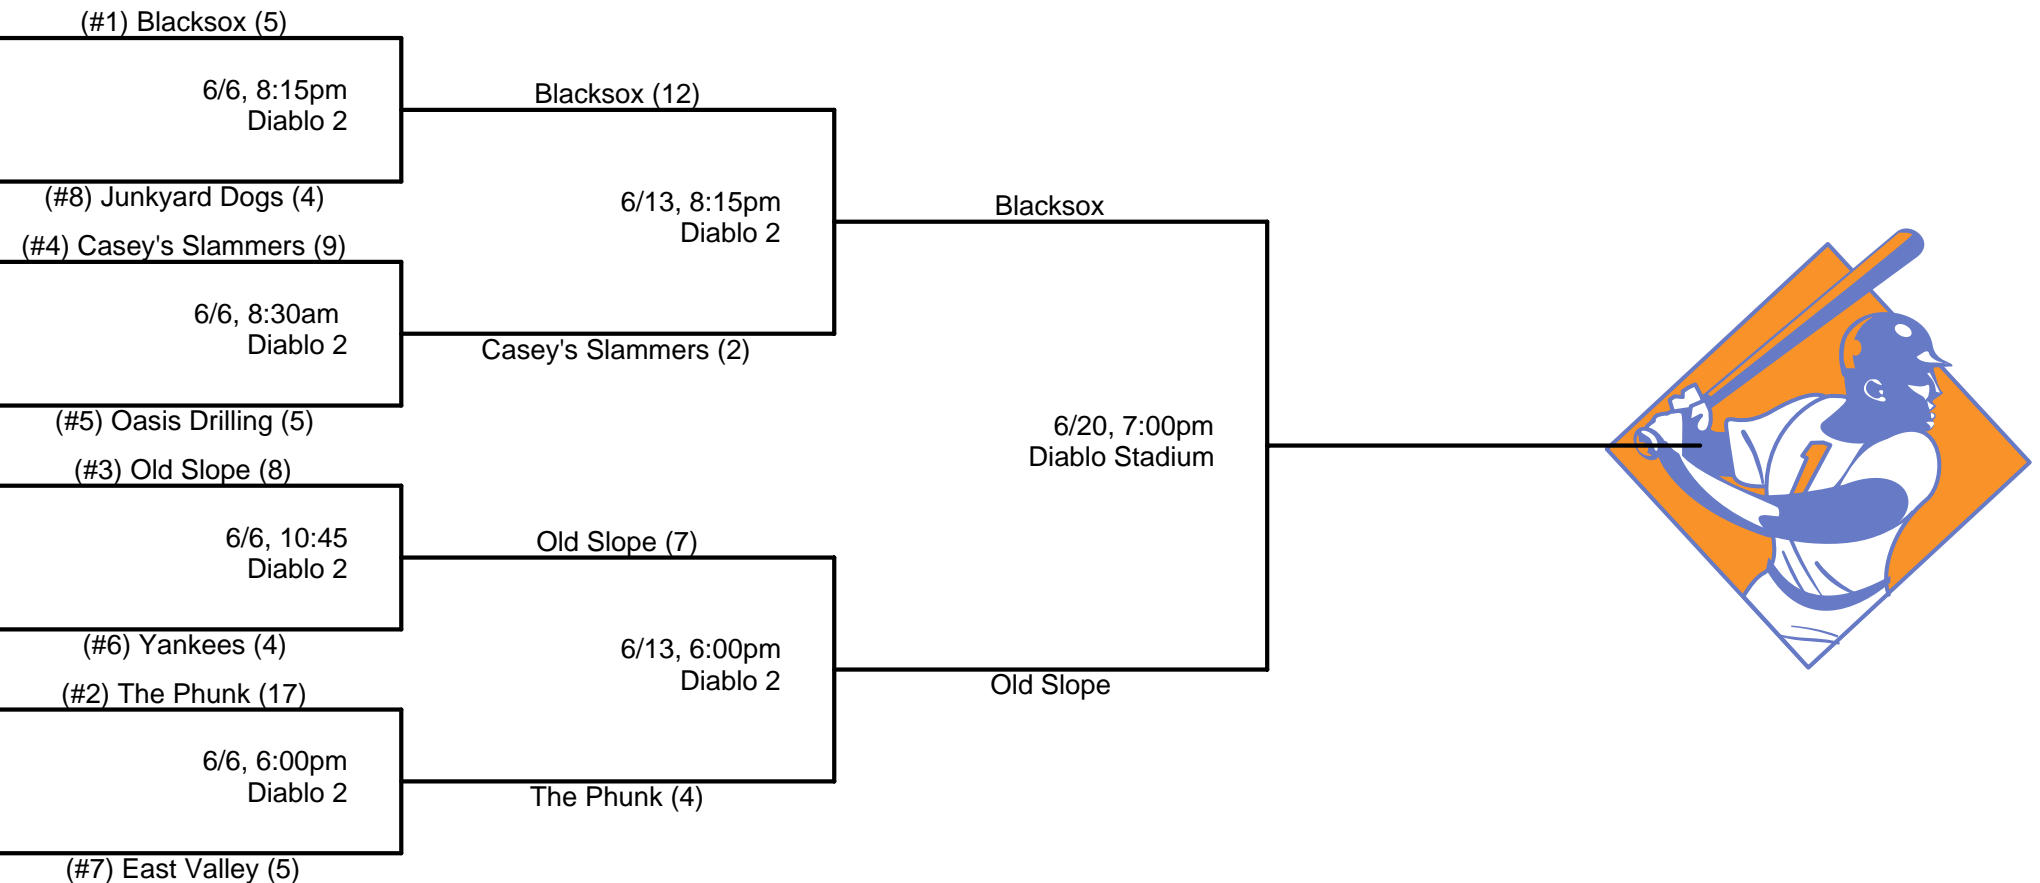 (#1) Blacksox (5)
6/6, 8:15pm
Diablo 2
(#8) Junkyard Dogs (4)
(#4) Casey's Slammers (9)
6/6, 8:30am
Diablo 2
(#5) Oasis Drilling (5)
(#3) Old Slope (8)
6/6, 10:45
Diablo 2
(#6) Yankees (4)
(#2) The Phunk (17)
6/6, 6:00pm
Diablo 2
(#7) East Valley (5)
Blacksox (12)
6/13, 8:15pm
Diablo 2
Casey's Slammers (2)
Old Slope (7)
6/13, 6:00pm
Diablo 2
The Phunk (4)
Blacksox
6/20, 7:00pm
Diablo Stadium
Old Slope